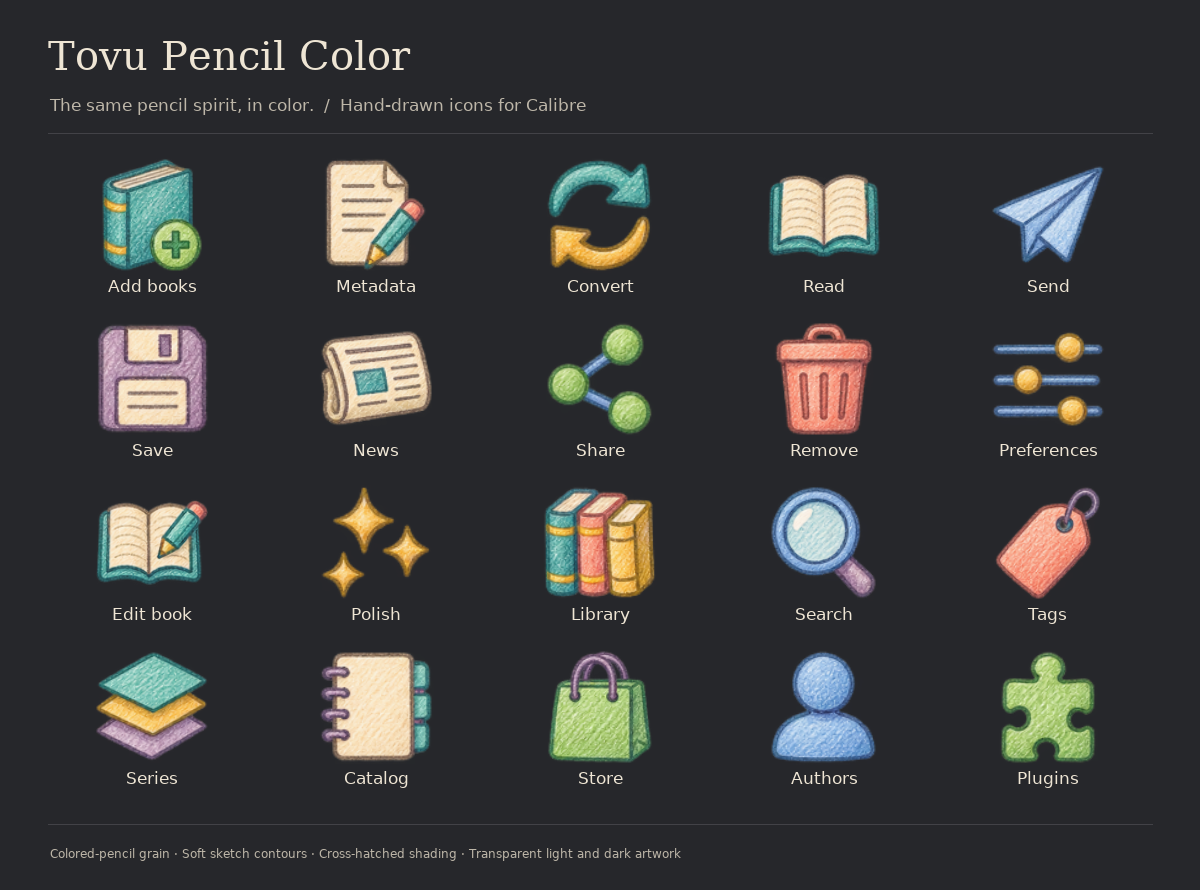 Tovu Pencil Color
The same pencil spirit, in color. / Hand-drawn icons for Calibre
Add books
Metadata
Convert
Read
Send
Save
News
Share
Remove
Preferences
Edit book
Polish
Library
Search
Tags
Series
Catalog
Store
Authors
Plugins
Colored-pencil grain · Soft sketch contours · Cross-hatched shading · Transparent light and dark artwork